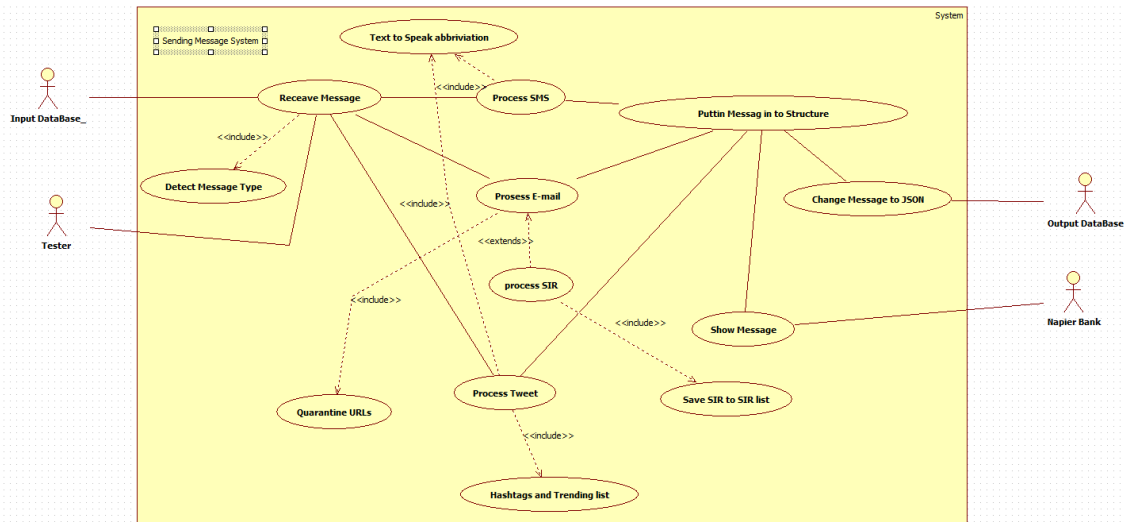 System
Sending Message System
Text to Speak abbriviation
<<include>>
Receave Message
Process SMS
Puttin Messag in to Structure
Input DataBase_
<<include>>
Detect Message Type
Prosess E-mail
Change Message to JSON
<<include>>
Tester
Output DataBase
<<extends>>
process SIR
<<include>>
<<include>>
Show Message
Napier Bank
Process Tweet
Save SIR to SIR list
Quarantine URLs
<<include>>
Hashtags and Trending list